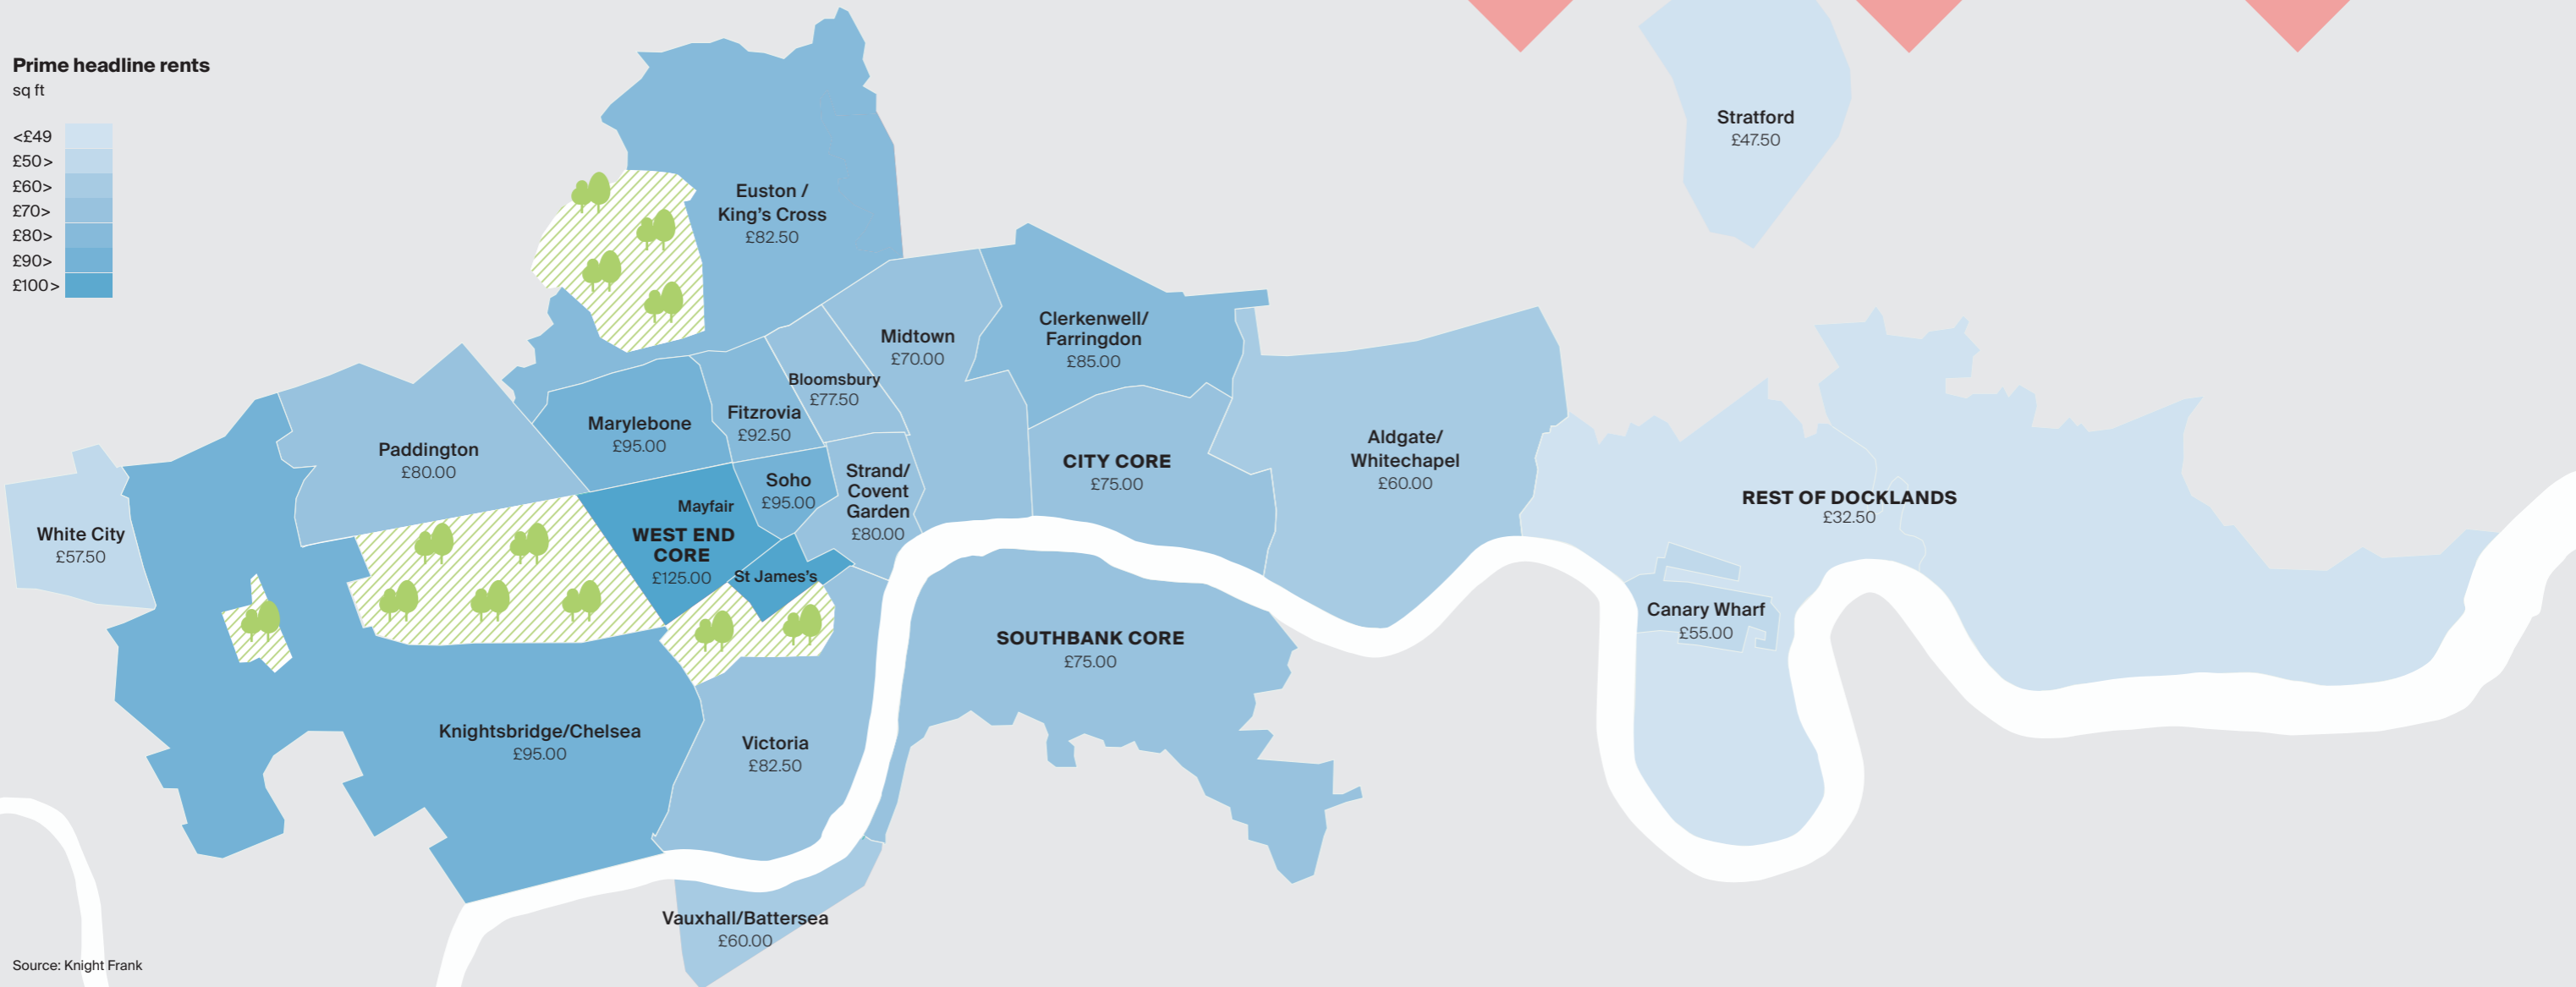 Prime headline rents
sq ft
<£49
£50>
£60>
£70>
£80>
£90>
£100>
Stratford
£47.50
Euston /
King's Cross
£82.50
Midtown
£70.00
Clerkenwell/
Farringdon
£85.00
Bloomsbury
£77.50
Fitzrovia
£92.50
Marylebone
£95.00
Paddington
£80.00
White City
£57.50
Soho
£95.00
Strand/
Covent
Garden
£80.00
Mayfair
WEST END
CORE
£125.00
St James's
CITY CORE
£75.00
Aldgate/
Whitechapel
£60.00
REST OF DOCKLANDS
£32.50
Canary Wharf
£55.00
SOUTHBANK CORE
£75.00
Knightsbridge/Chelsea
£95.00
Victoria
£82.50
Vauxhall/Battersea
£60.00
Source: Knight Frank